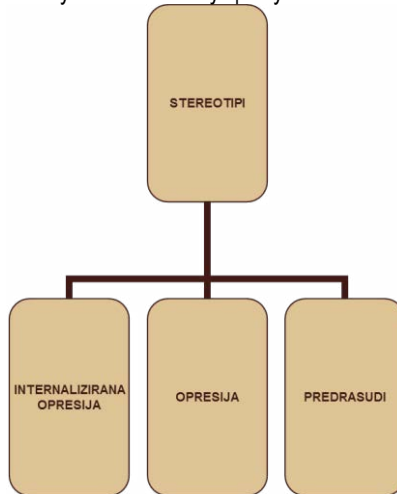 STEREOTIPI
INTERNALIZIRANA
OPRESIJA
OPRESIJA
PREDRASUDI